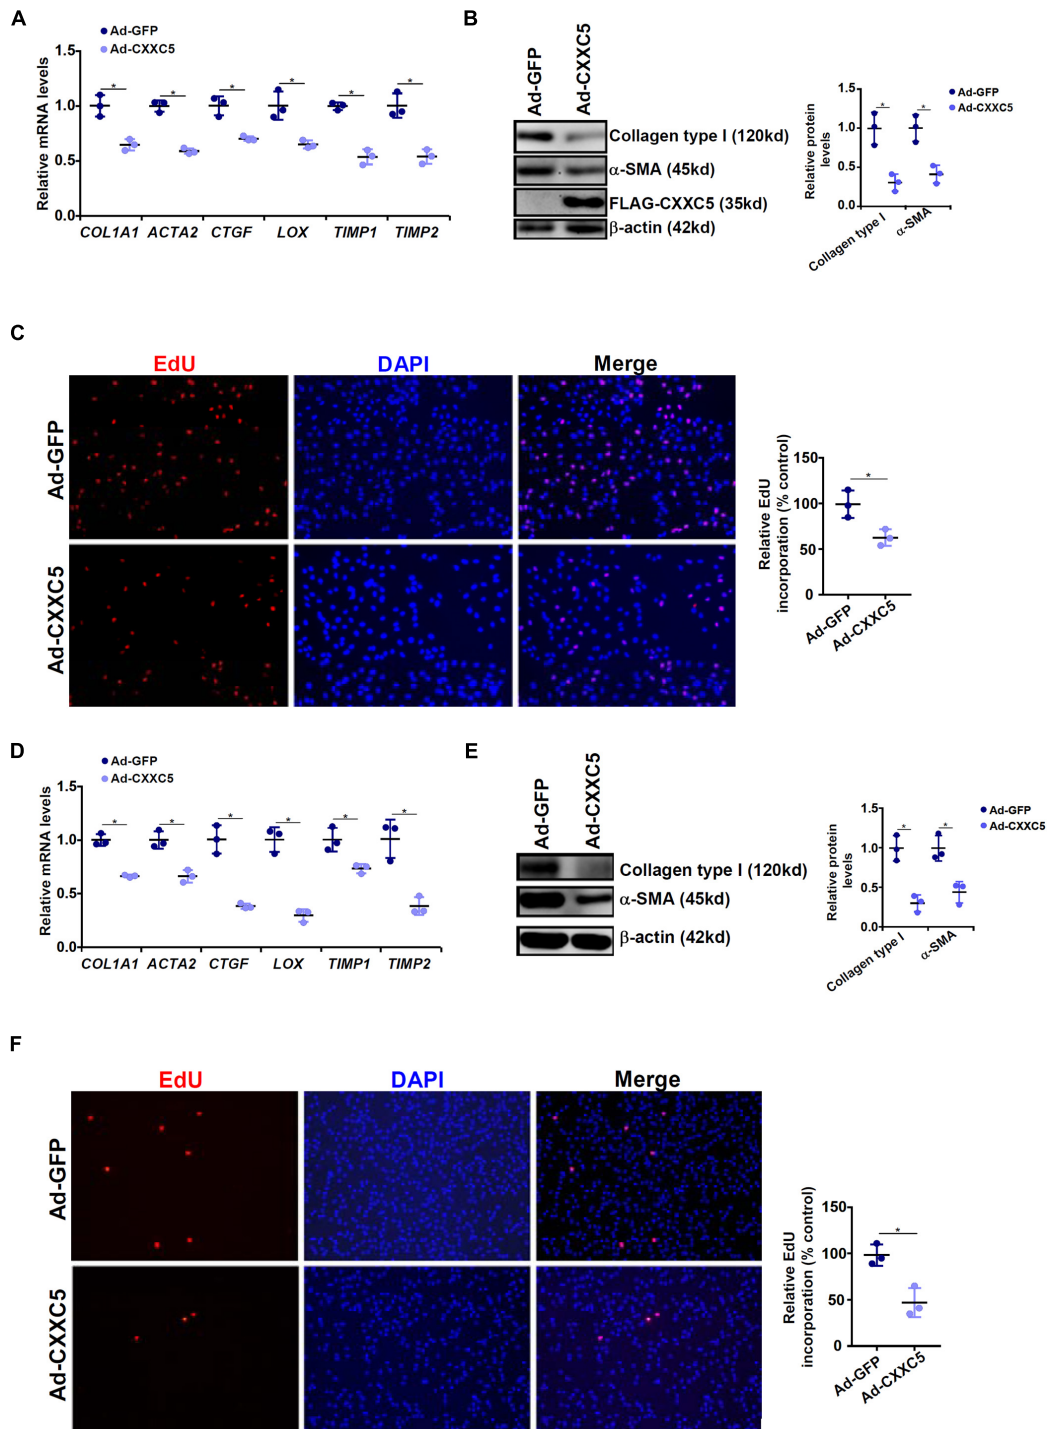 A
Ad-GFP
Ad-CXXC5
Relative mRNA levels
1.5
1.0
0.5
0.0
COL1A1 ACTA2 CTGF LOX TIMP1 TIMP2
* * * * * *
B
Ad-GFP
Ad-CXXC5
Collagen type I (120kd)
α-SMA (45kd)
FLAG-CXXC5 (35kd)
β-actin (42kd)
Ad-GFP
Ad-CXXC5
Relative protein
levels
1.5
1.0
0.5
0.0
* *
Collagen type I
α-SMA
C
EdU DAPI Merge
Ad-GFP
Ad-CXXC5
Relative EdU
incorporation (% control)
150
100
50
0
*
Ad-GFP
Ad-CXXC5
D
Ad-GFP
Ad-CXXC5
Relative mRNA levels
1.5
1.0
0.5
0.0
* * * * * *
COL1A1 ACTA2 CTGF LOX TIMP1 TIMP2
E
Ad-GFP
Ad-CXXC5
Collagen type I (120kd)
α-SMA (45kd)
β-actin (42kd)
Ad-GFP
Ad-CXXC5
Relative protein
levels
1.5
1.0
0.5
0.0
* *
Collagen type I
α-SMA
F
EdU DAPI Merge
Ad-GFP
Ad-CXXC5
Relative EdU
incorporation (% control)
150
100
50
0
*
Ad-GFP
Ad-CXXC5